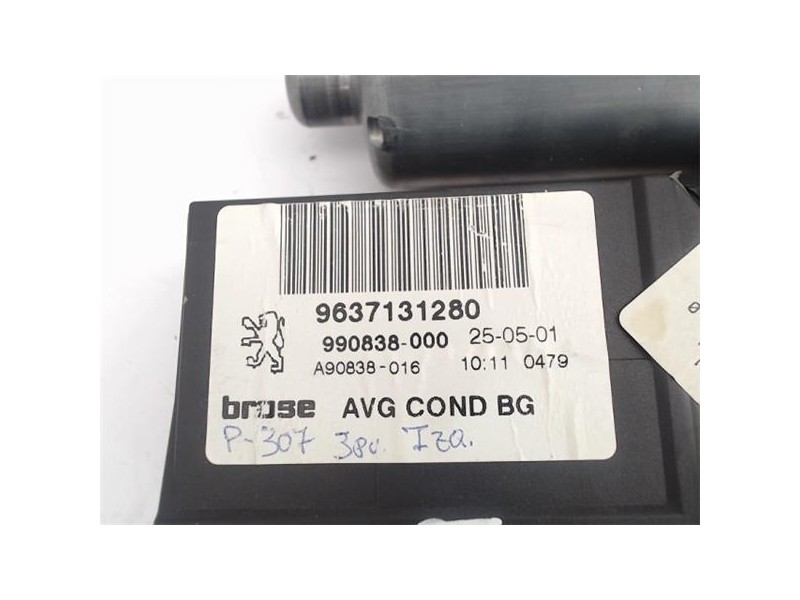 9637131280
990838-000 25-05-01
A90838-016 10:11 0479
brose AVG COND BG
P-307 3pu. Izq.